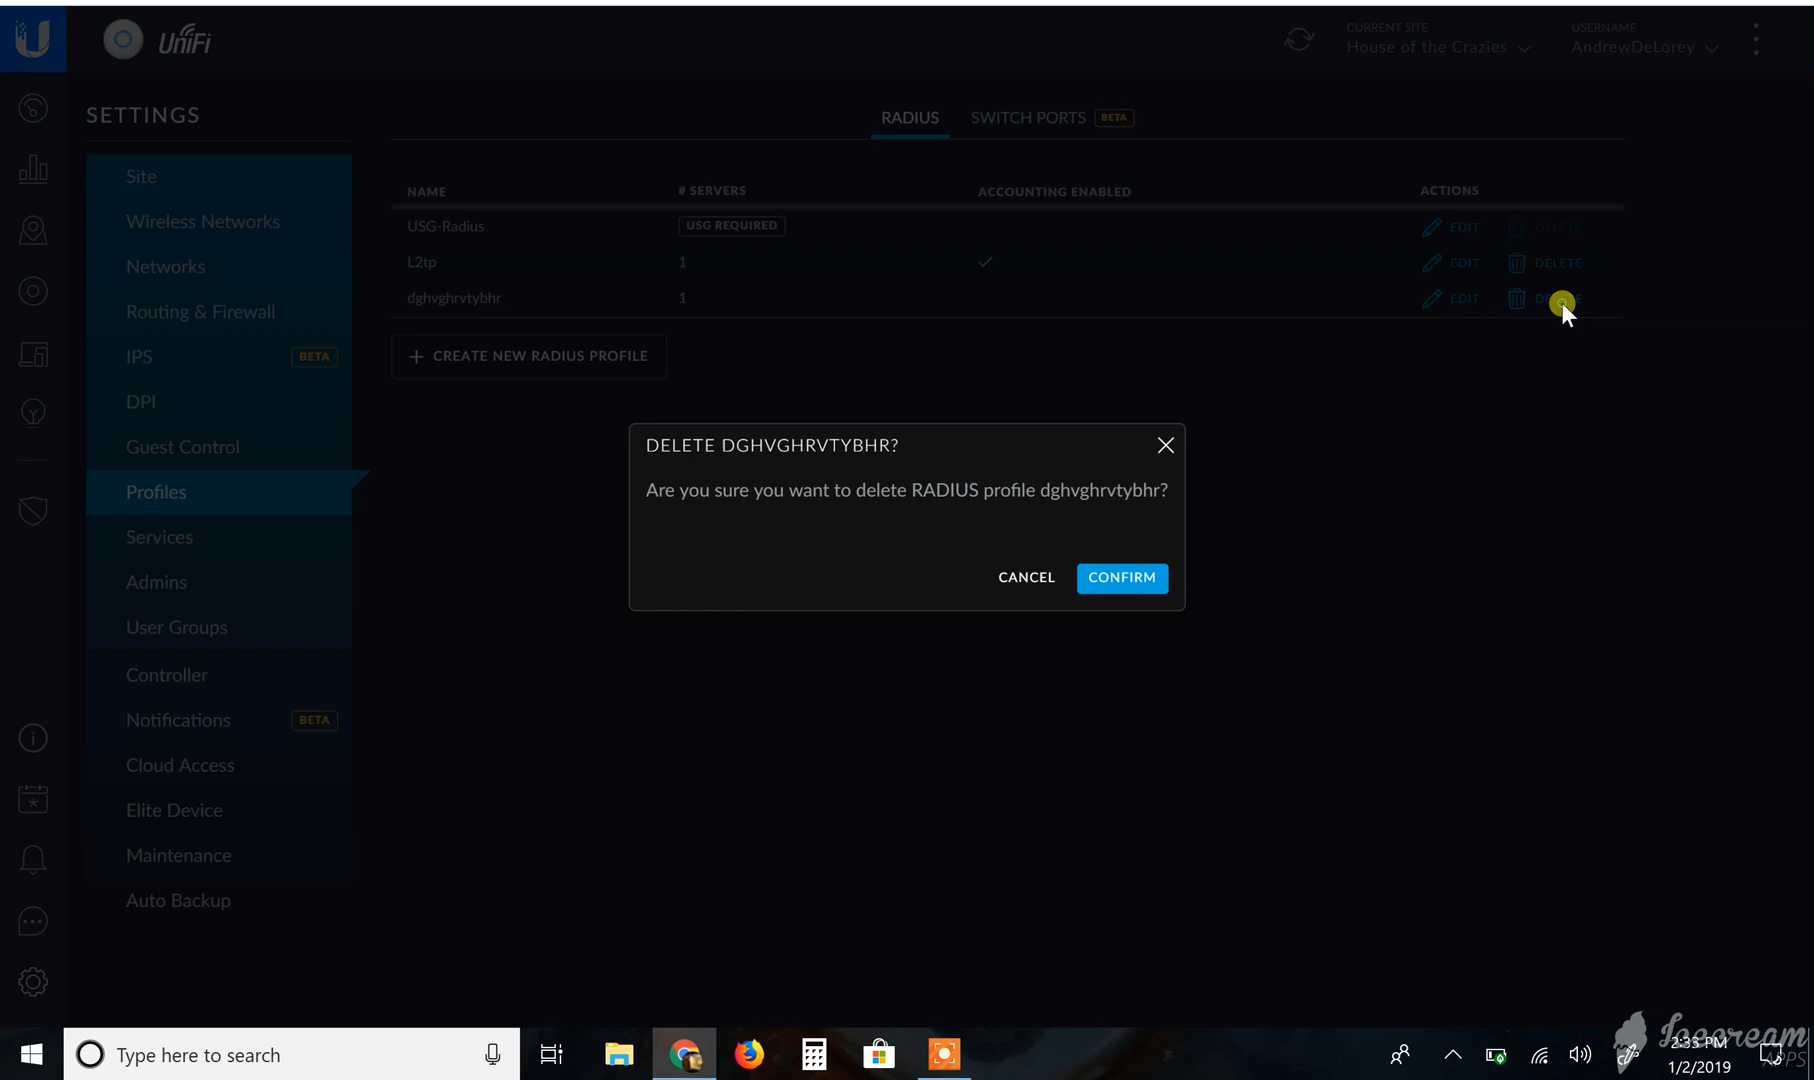 UniFi
CURRENT SITE
House of the Crazies
USERNAME
AndrewDeLorey
SETTINGS
RADIUS
SWITCH PORTS BETA
Site
Wireless Networks
Networks
Routing & Firewall
IPS BETA
DPI
Guest Control
Profiles
Services
Admins
User Groups
Controller
Notifications BETA
Cloud Access
Elite Device
Maintenance
Auto Backup
NAME # SERVERS ACCOUNTING ENABLED ACTIONS
USG-Radius USG REQUIRED EDIT DELETE
L2tp 1 EDIT DELETE
dghvghrvtybhr 1 EDIT DELETE
CREATE NEW RADIUS PROFILE
DELETE DGHVGHRVTYBHR?
Are you sure you want to delete RADIUS profile dghvghrvtybhr?
CANCEL CONFIRM
Type here to search
2:33 PM
1/2/2019
Icecream
APPS